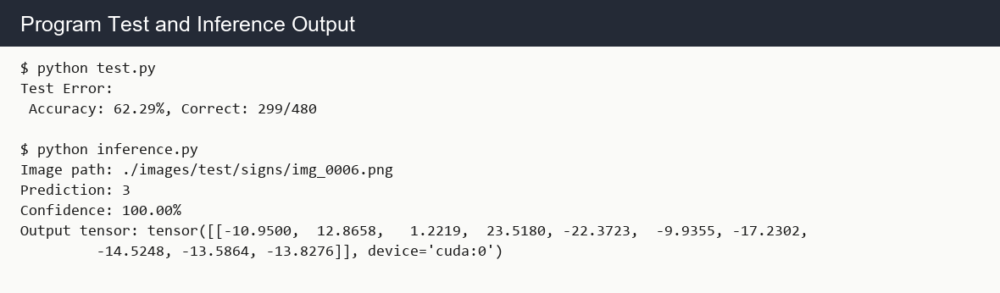 Program Test and Inference Output
$ python test.py
Test Error:
Accuracy: 62.29%, Correct: 299/480
$ python inference.py
Image path: ./images/test/signs/img_0006.png
Prediction: 3
Confidence: 100.00%
Output tensor: tensor([[-10.9500,  12.8658,   1.2219,  23.5180, -22.3723,  -9.9355, -17.2302,
-14.5248, -13.5864, -13.8276]], device='cuda:0')